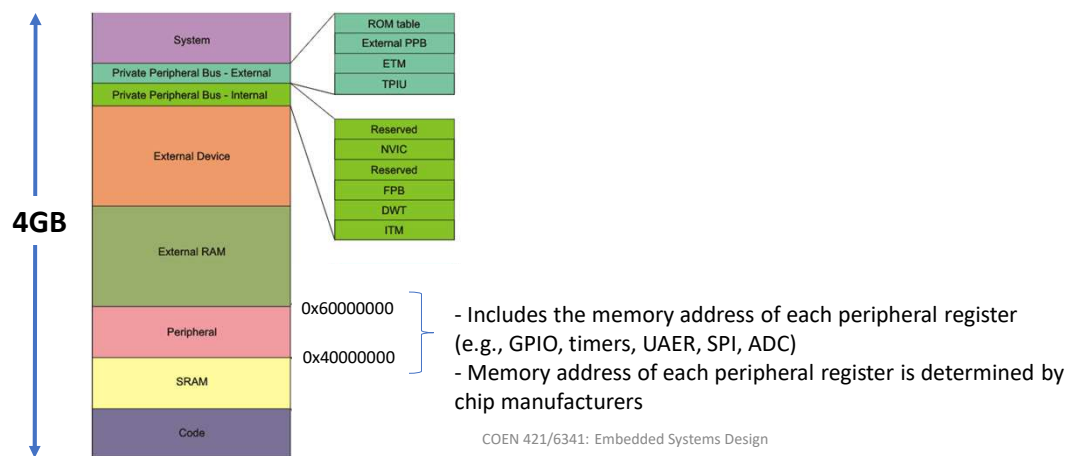 4GB
System
Private Peripheral Bus - External
Private Peripheral Bus - Internal
External Device
External RAM
Peripheral
SRAM
Code
ROM table
External PPB
ETM
TPIU
Reserved
NVIC
Reserved
FPB
DWT
ITM
0x60000000
0x40000000
- Includes the memory address of each peripheral register
(e.g., GPIO, timers, UAER, SPI, ADC)
- Memory address of each peripheral register is determined by
chip manufacturers
COEN 421/6341: Embedded Systems Design